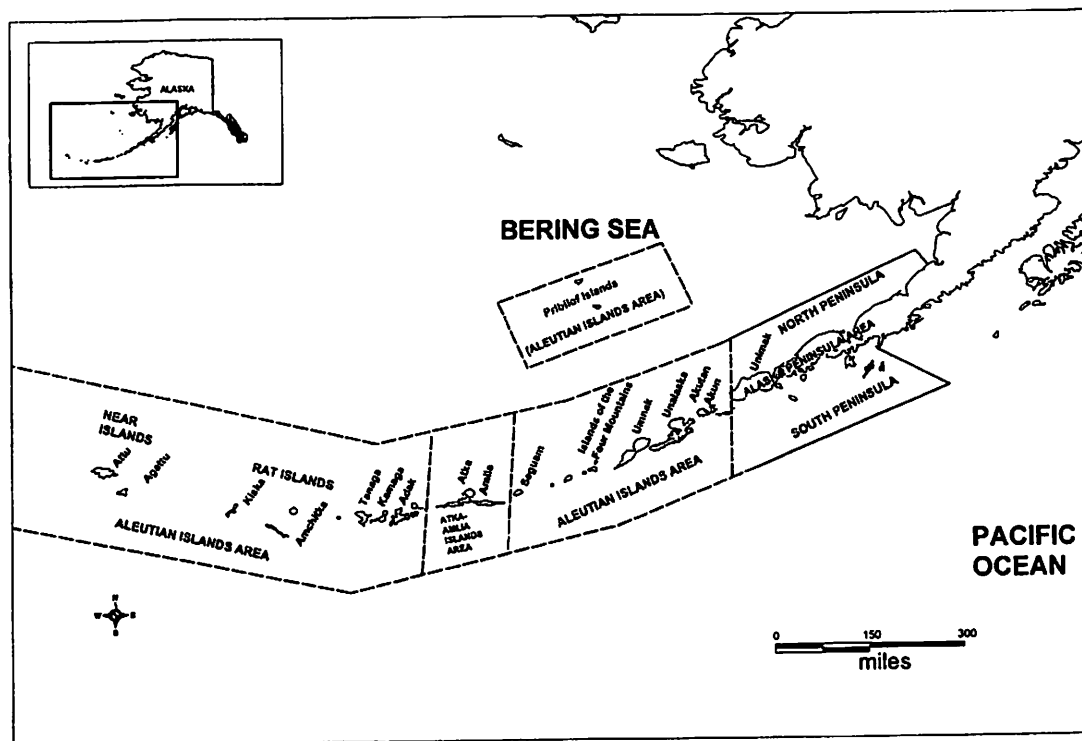 ALASKA
BERING SEA
Pribilof Islands
(ALEUTIAN ISLANDS AREA)
NORTH PENINSULA
Unimak
ALASKA PENINSULA AREA
SOUTH PENINSULA
NEAR
ISLANDS
Attu
Agattu
RAT ISLANDS
Kiska
Amchitka
ALEUTIAN ISLANDS AREA
Tanaga
Kanaga
Adak
Atka
Amlia
ATKA-
AMLIA
ISLANDS
AREA
Seguam
Islands of the
Four Mountains
Umnak
Unalaska
Akutan
Akun
ALEUTIAN ISLANDS AREA
PACIFIC
OCEAN
N
W E
S
0 150 300
miles